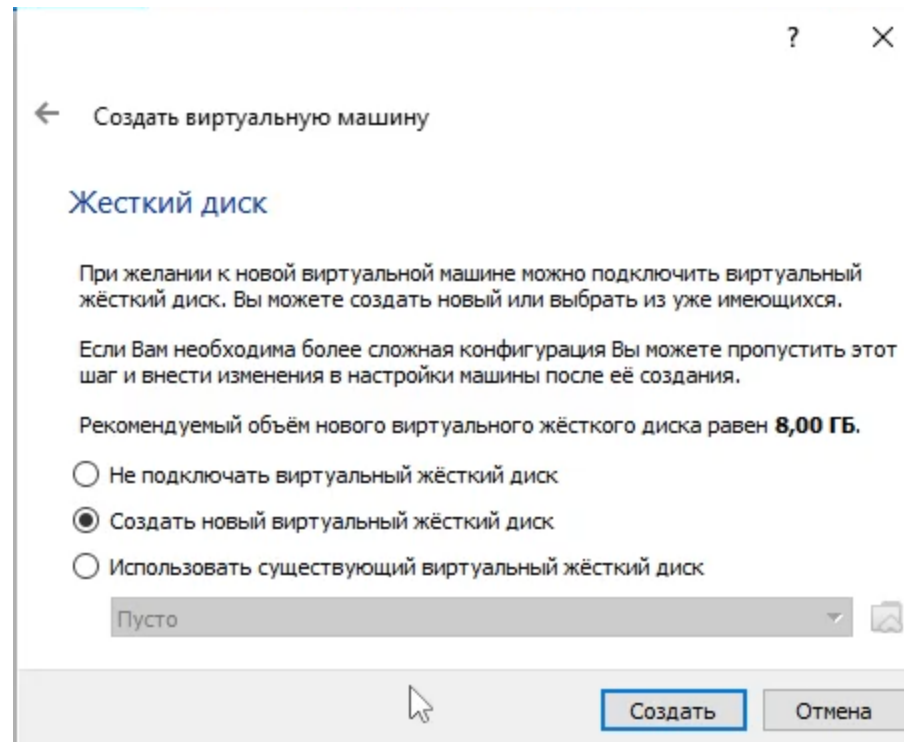 ?
Создать виртуальную машину
Жесткий диск
При желании к новой виртуальной машине можно подключить виртуальный
жёсткий диск. Вы можете создать новый или выбрать из уже имеющихся.
Если Вам необходима более сложная конфигурация Вы можете пропустить этот
шаг и внести изменения в настройки машины после её создания.
Рекомендуемый объём нового виртуального жёсткого диска равен 8,00 ГБ.
Не подключать виртуальный жёсткий диск
Создать новый виртуальный жёсткий диск
Использовать существующий виртуальный жёсткий диск
Пусто
Создать
Отмена